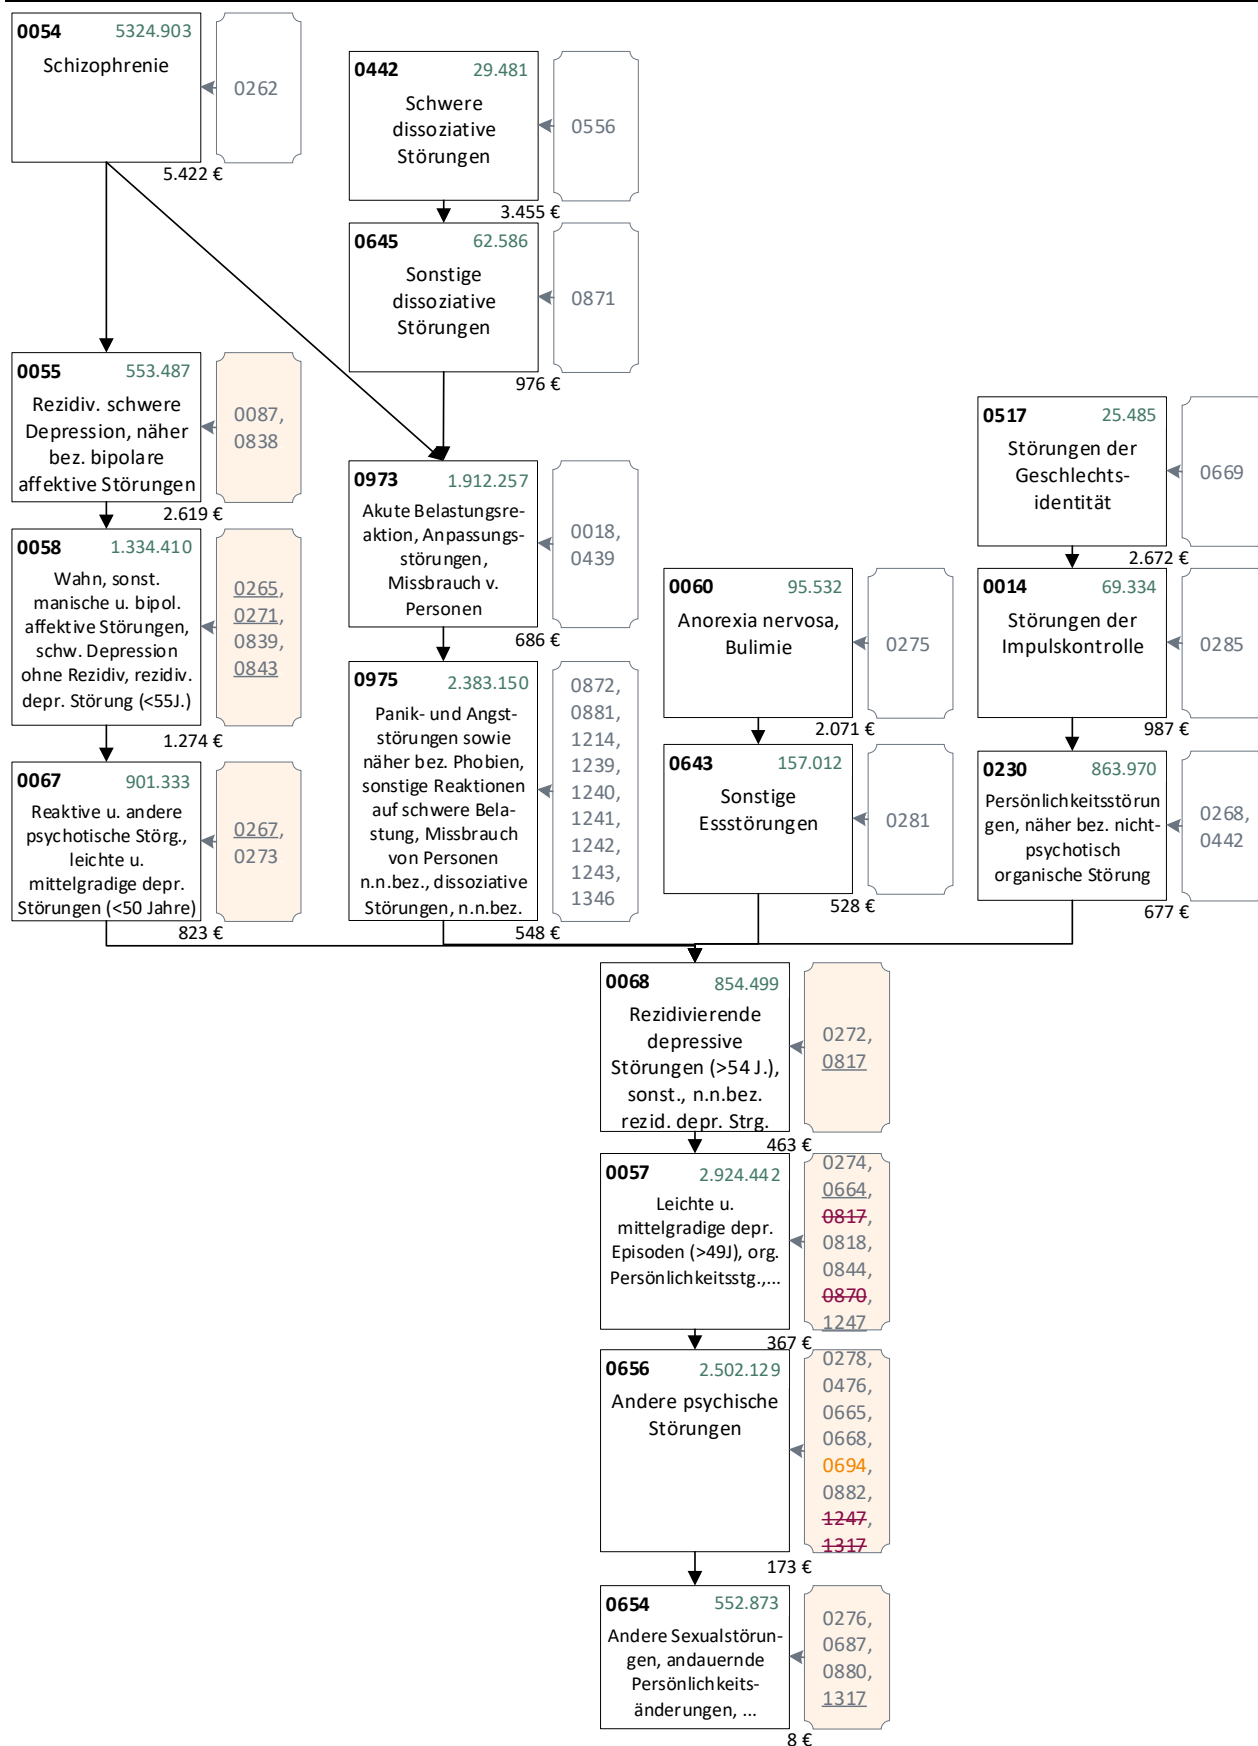 0054 5324.903
Schizophrenie
0262
5.422 €
0442 29.481
Schwere
dissoziative
Störungen
0556
3.455 €
0645 62.586
Sonstige
dissoziative
Störungen
0871
976 €
0055 553.487
Rezidiv. schwere
Depression, näher
bez. bipolare
affektive Störungen
0087,
0838
2.619 €
0058 1.334.410
Wahn, sonst.
manische u. bipol.
affektive Störungen,
schw. Depression
ohne Rezidiv, rezidiv.
depr. Störung (<55J.)
0265,
0271,
0839,
0843
1.274 €
0067 901.333
Reaktive u. andere
psychotische Störg.,
leichte u.
mittelgradige depr.
Störungen (<50 Jahre)
0267,
0273
823 €
0973 1.912.257
Akute Belastungsre-
aktion, Anpassungs-
störungen,
Missbrauch v.
Personen
0018,
0439
686 €
0975 2.383.150
Panik- und Angst-
störungen sowie
näher bez. Phobien,
sonstige Reaktionen
auf schwere Bela-
stung, Missbrauch
von Personen
n.n.bez., dissoziative
Störungen, n.n.bez.
0872,
0881,
1214,
1239,
1240,
1241,
1242,
1243,
1346
548 €
0060 95.532
Anorexia nervosa,
Bulimie
0275
2.071 €
0643 157.012
Sonstige
Essstörungen
0281
528 €
0517 25.485
Störungen der
Geschlechts-
identität
0669
2.672 €
0014 69.334
Störungen der
Impulskontrolle
0285
987 €
0230 863.970
Persönlichkeitsstörun
gen, näher bez. nicht-
psychotisch
organische Störung
0268,
0442
677 €
0068 854.499
Rezidivierende
depressive
Störungen (>54 J.),
sonst., n.n.bez.
rezid. depr. Strg.
0272,
0817
463 €
0057 2.924.442
Leichte u.
mittelgradige depr.
Episoden (>49J), org.
Persönlichkeitsstg.,...
0274,
0664,
0817,
0818,
0844,
0870,
1247
367 €
0656 2.502.129
Andere psychische
Störungen
0278,
0476,
0665,
0668,
0694,
0882,
1247,
1317
173 €
0654 552.873
Andere Sexualstörun-
gen, andauernde
Persönlichkeits-
änderungen, ...
0276,
0687,
0880,
1317
8 €